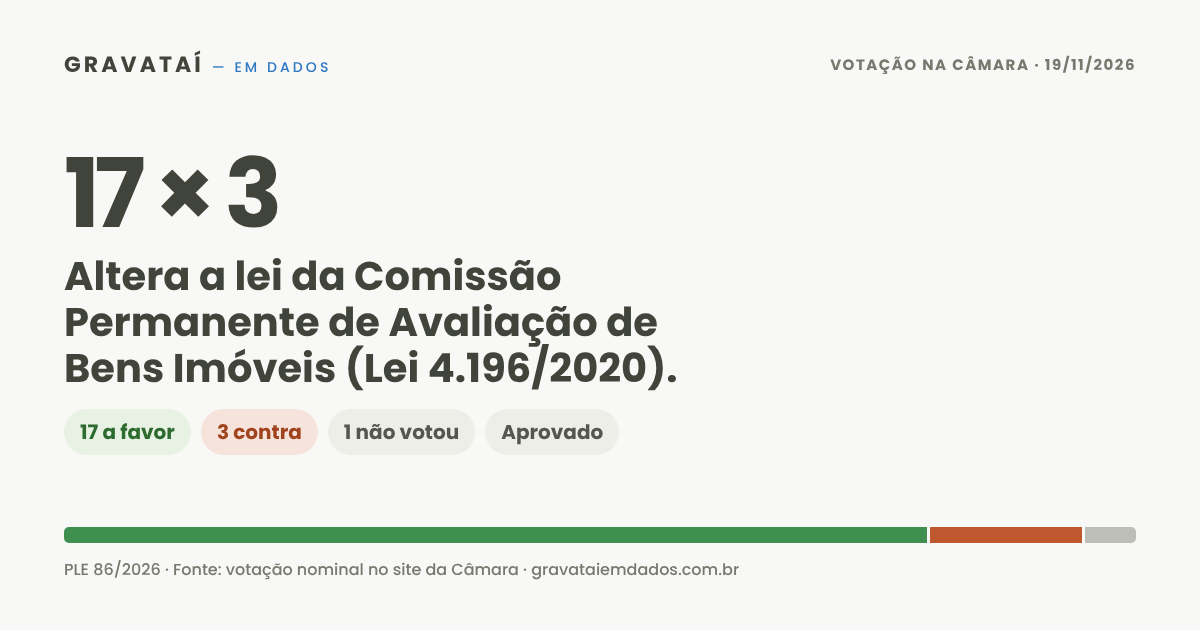 GRAVATAÍ — EM DADOS
VOTAÇÃO NA CÂMARA · 19/11/2026
17 × 3
Altera a lei da Comissão
Permanente de Avaliação de
Bens Imóveis (Lei 4.196/2020).
17 a favor 3 contra 1 não votou Aprovado
PLE 86/2026 · Fonte: votação nominal no site da Câmara · gravataiemdados.com.br